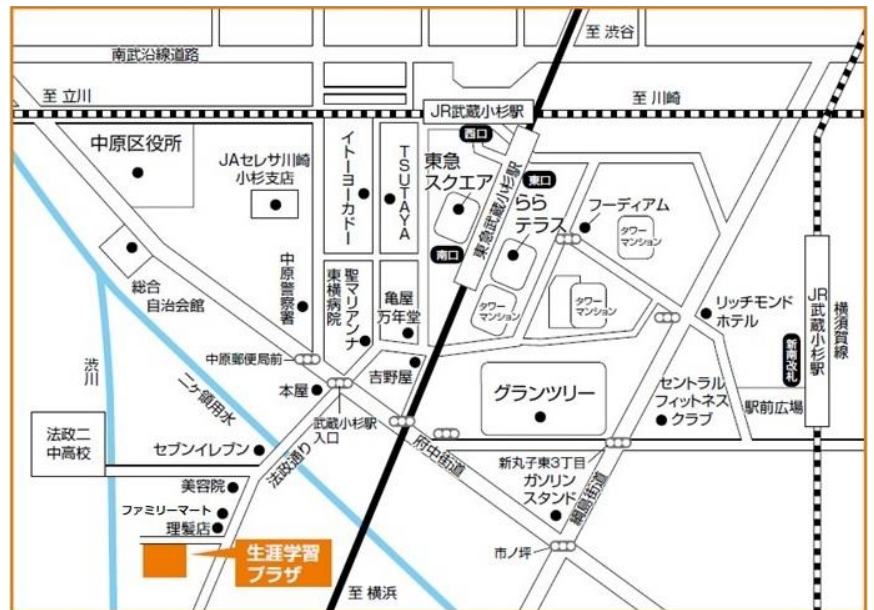 至 渋谷
南武沿線道路
至 立川
JR武蔵小杉駅
至 川崎
中原区役所
JAセレサ川崎
小杉支店
イトーヨーカドー
TSUTAYA
西口
東急
スクエア
東急武蔵小杉駅
東口
らら
テラス
フーディアム
タワー
マンション
南口
総合
自治会館
中原警察署
聖マリアンナ
東横病院
亀屋
万年堂
タワー
マンション
タワー
マンション
リッチモンド
ホテル
JR武蔵小杉駅
横須賀線
新南改札
渋川
二ヶ領用水
中原郵便局前
本屋
吉野屋
グランツリー
セントラル
フィットネス
クラブ
駅前広場
武蔵小杉駅
入口
法政二
中高校
セブンイレブン
法政通り
府中街道
新丸子東3丁目
ガソリン
スタンド
綱島街道
美容院
ファミリーマート
理髪店
生涯学習
プラザ
市ノ坪
至 横浜